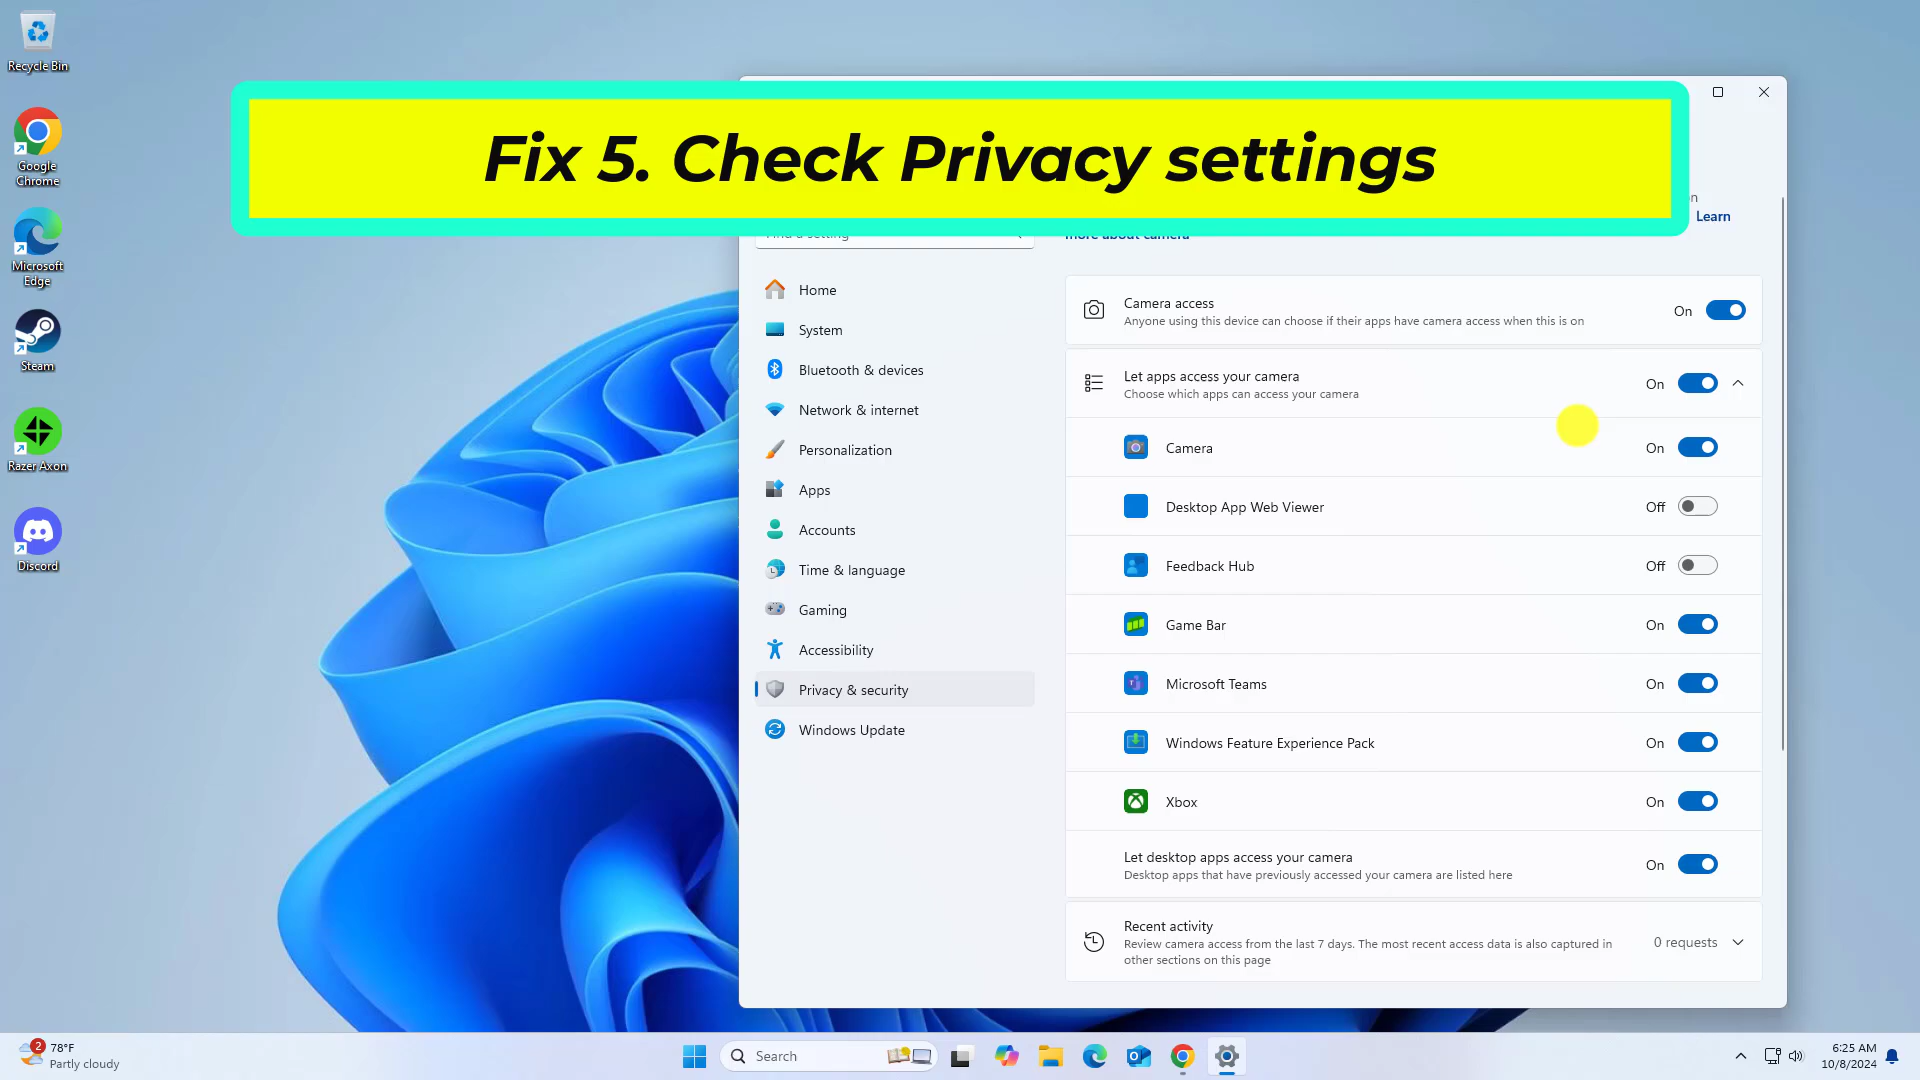 Recycle Bin
Google
Chrome
Microsoft
Edge
Steam
Razer Axon
Discord
Fix 5. Check Privacy settings
Learn
more about camera
Home
System
Bluetooth & devices
Network & internet
Personalization
Apps
Accounts
Time & language
Gaming
Accessibility
Privacy & security
Windows Update
Camera access
Anyone using this device can choose if their apps have camera access when this is on
On
Let apps access your camera
Choose which apps can access your camera
On
Camera
On
Desktop App Web Viewer
Off
Feedback Hub
Off
Game Bar
On
Microsoft Teams
On
Windows Feature Experience Pack
On
Xbox
On
Let desktop apps access your camera
Desktop apps that have previously accessed your camera are listed here
On
Recent activity
Review camera access from the last 7 days. The most recent access data is also captured in
other sections on this page
0 requests
2
78°F
Partly cloudy
Search
6:25 AM
10/8/2024